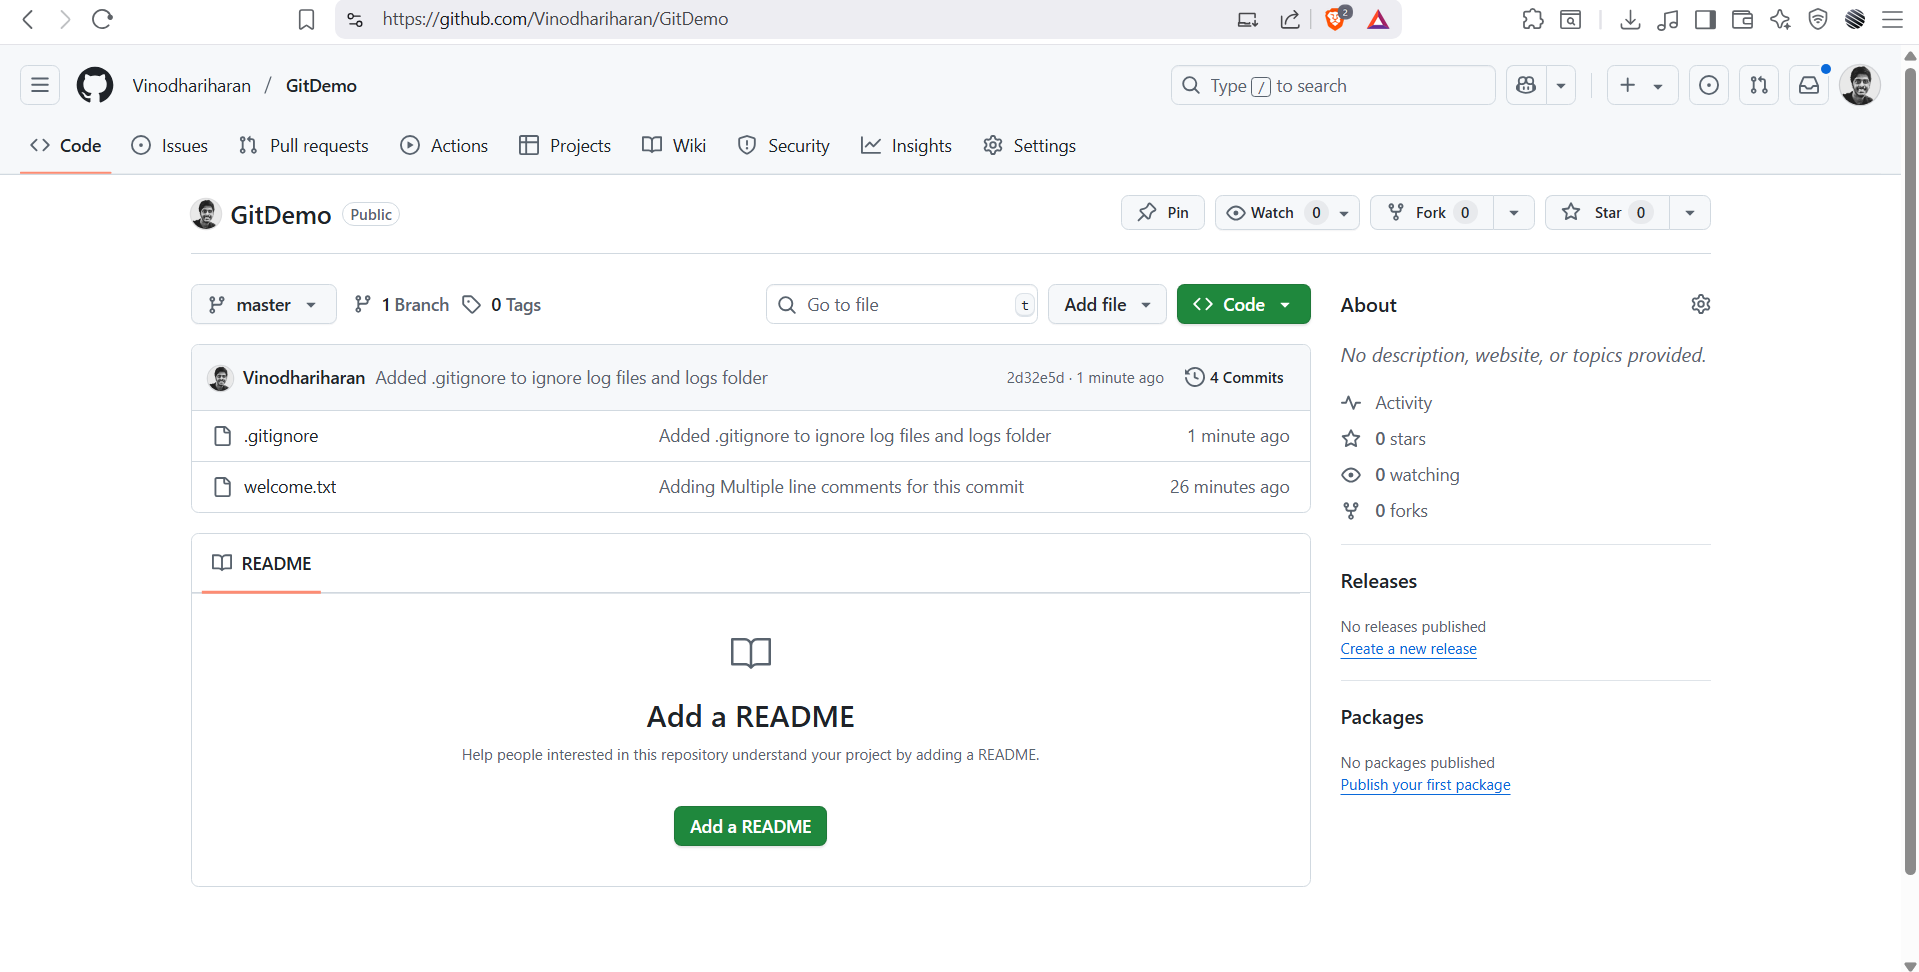 https://github.com/Vinodhariharan/GitDemo
2
Vinodhariharan / GitDemo
Type / to search
Code Issues Pull requests Actions Projects Wiki Security Insights Settings
GitDemo Public
Pin Watch 0 Fork 0 Star 0
master 1 Branch 0 Tags Go to file t Add file Code
Vinodhariharan Added .gitignore to ignore log files and logs folder 2d32e5d · 1 minute ago 4 Commits
.gitignore Added .gitignore to ignore log files and logs folder 1 minute ago
welcome.txt Adding Multiple line comments for this commit 26 minutes ago
README
Add a README
Help people interested in this repository understand your project by adding a README.
Add a README
About
No description, website, or topics provided.
Activity
0 stars
0 watching
0 forks
Releases
No releases published
Create a new release
Packages
No packages published
Publish your first package